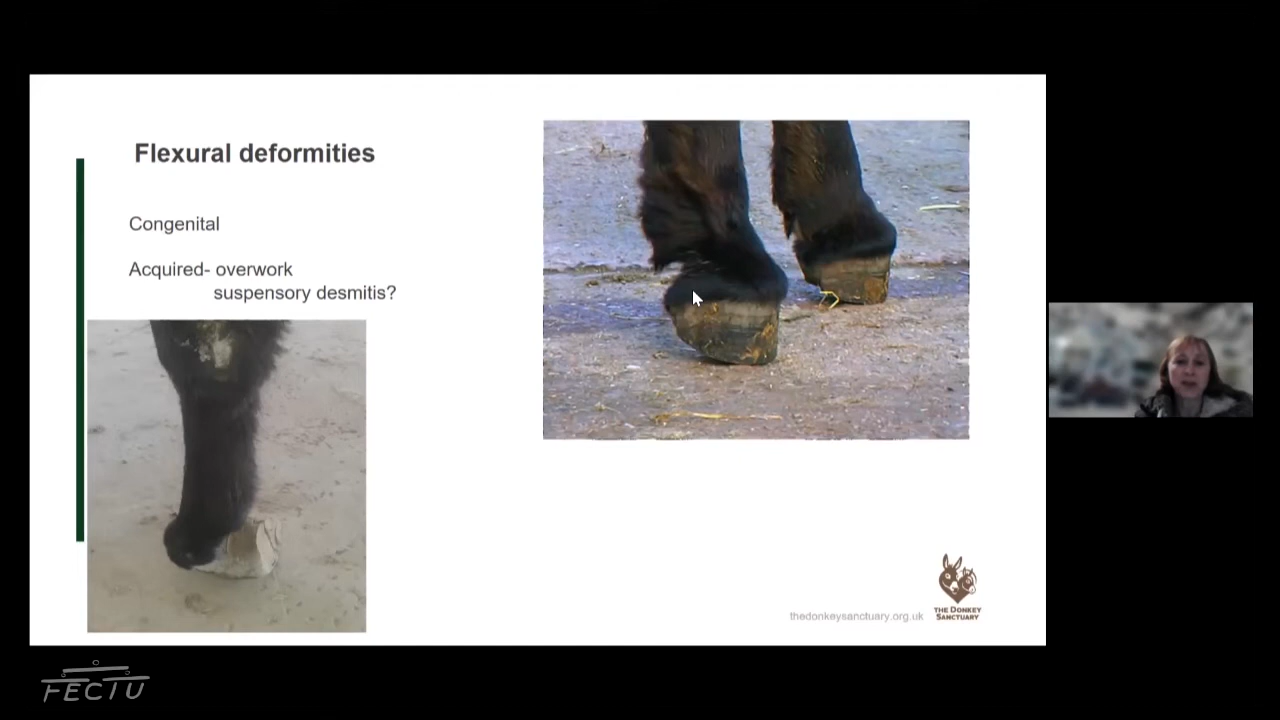 Flexural deformities
Congenital
Acquired- overwork
suspensory desmitis?
thedonkeysanctuary.org.uk
THE DONKEY
SANCTUARY
FECTU